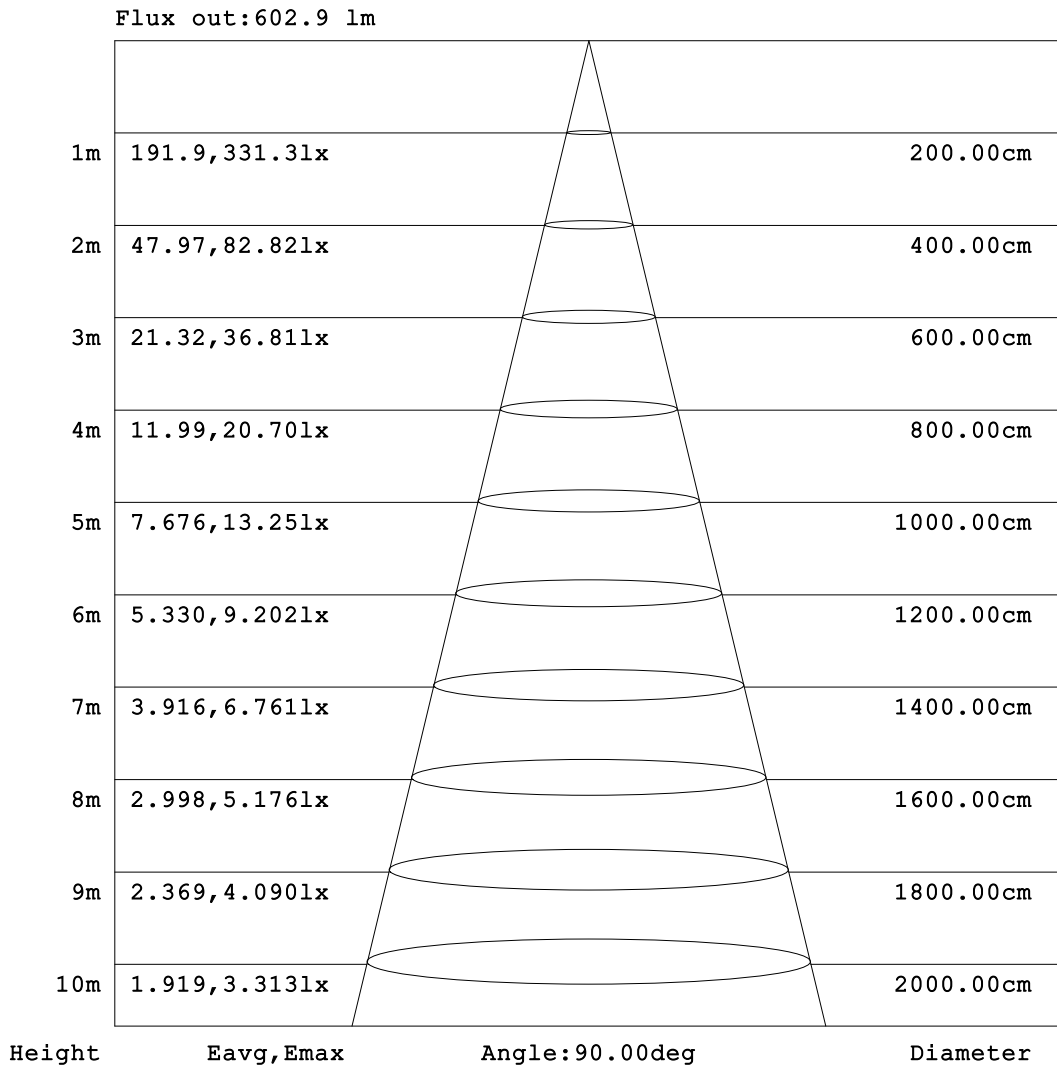 Flux out:602.9 lm
1m 191.9,331.3lx 200.00cm
2m 47.97,82.82lx 400.00cm
3m 21.32,36.81lx 600.00cm
4m 11.99,20.70lx 800.00cm
5m 7.676,13.25lx 1000.00cm
6m 5.330,9.202lx 1200.00cm
7m 3.916,6.761lx 1400.00cm
8m 2.998,5.176lx 1600.00cm
9m 2.369,4.090lx 1800.00cm
10m 1.919,3.313lx 2000.00cm
Height Eavg,Emax Angle:90.00deg Diameter